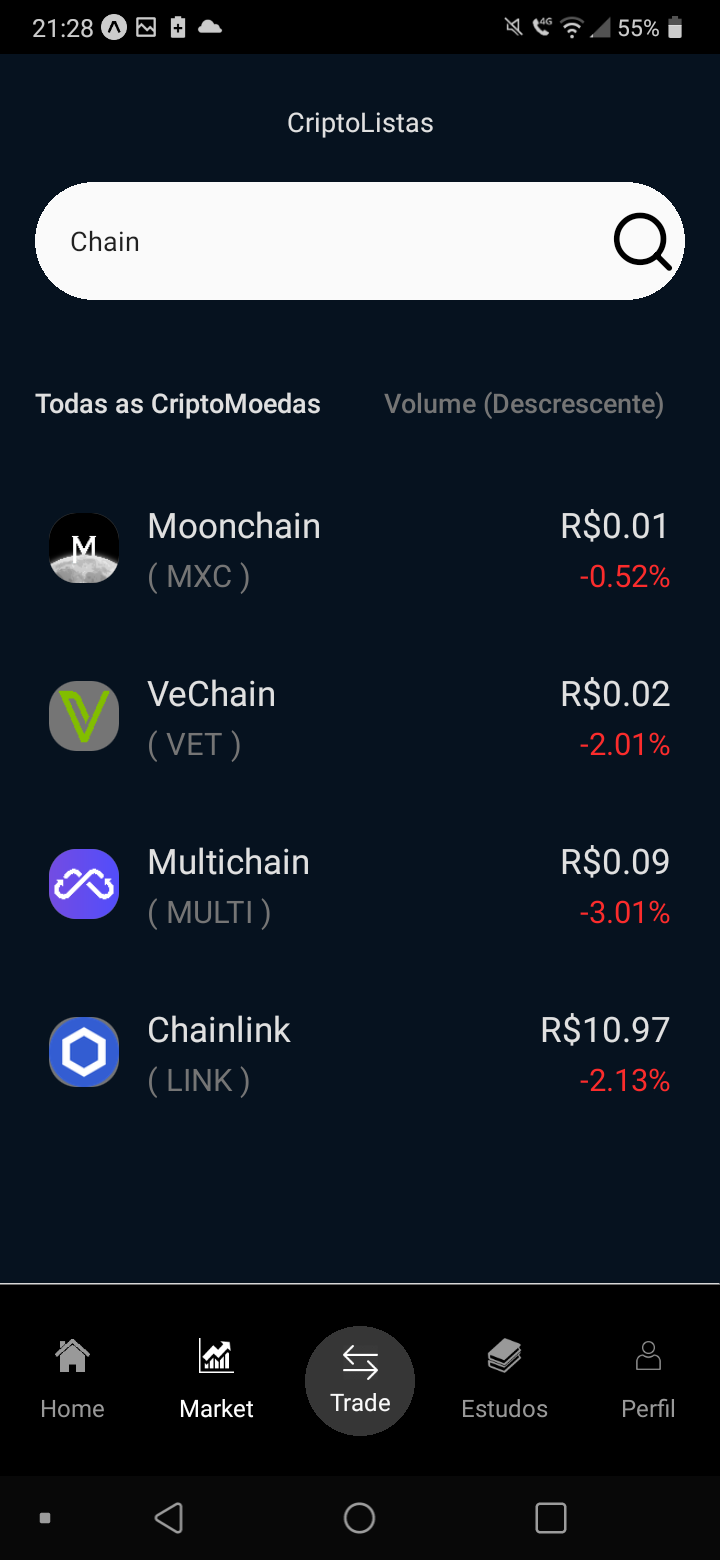 21:28 4G 55%
CriptoListas
Chain
Todas as CriptoMoedas Volume (Descrescente)
M
Moonchain R$0.01
( MXC ) -0.52%
VeChain R$0.02
( VET ) -2.01%
Multichain R$0.09
( MULTI ) -3.01%
Chainlink R$10.97
( LINK ) -2.13%
Home Market Trade Estudos Perfil